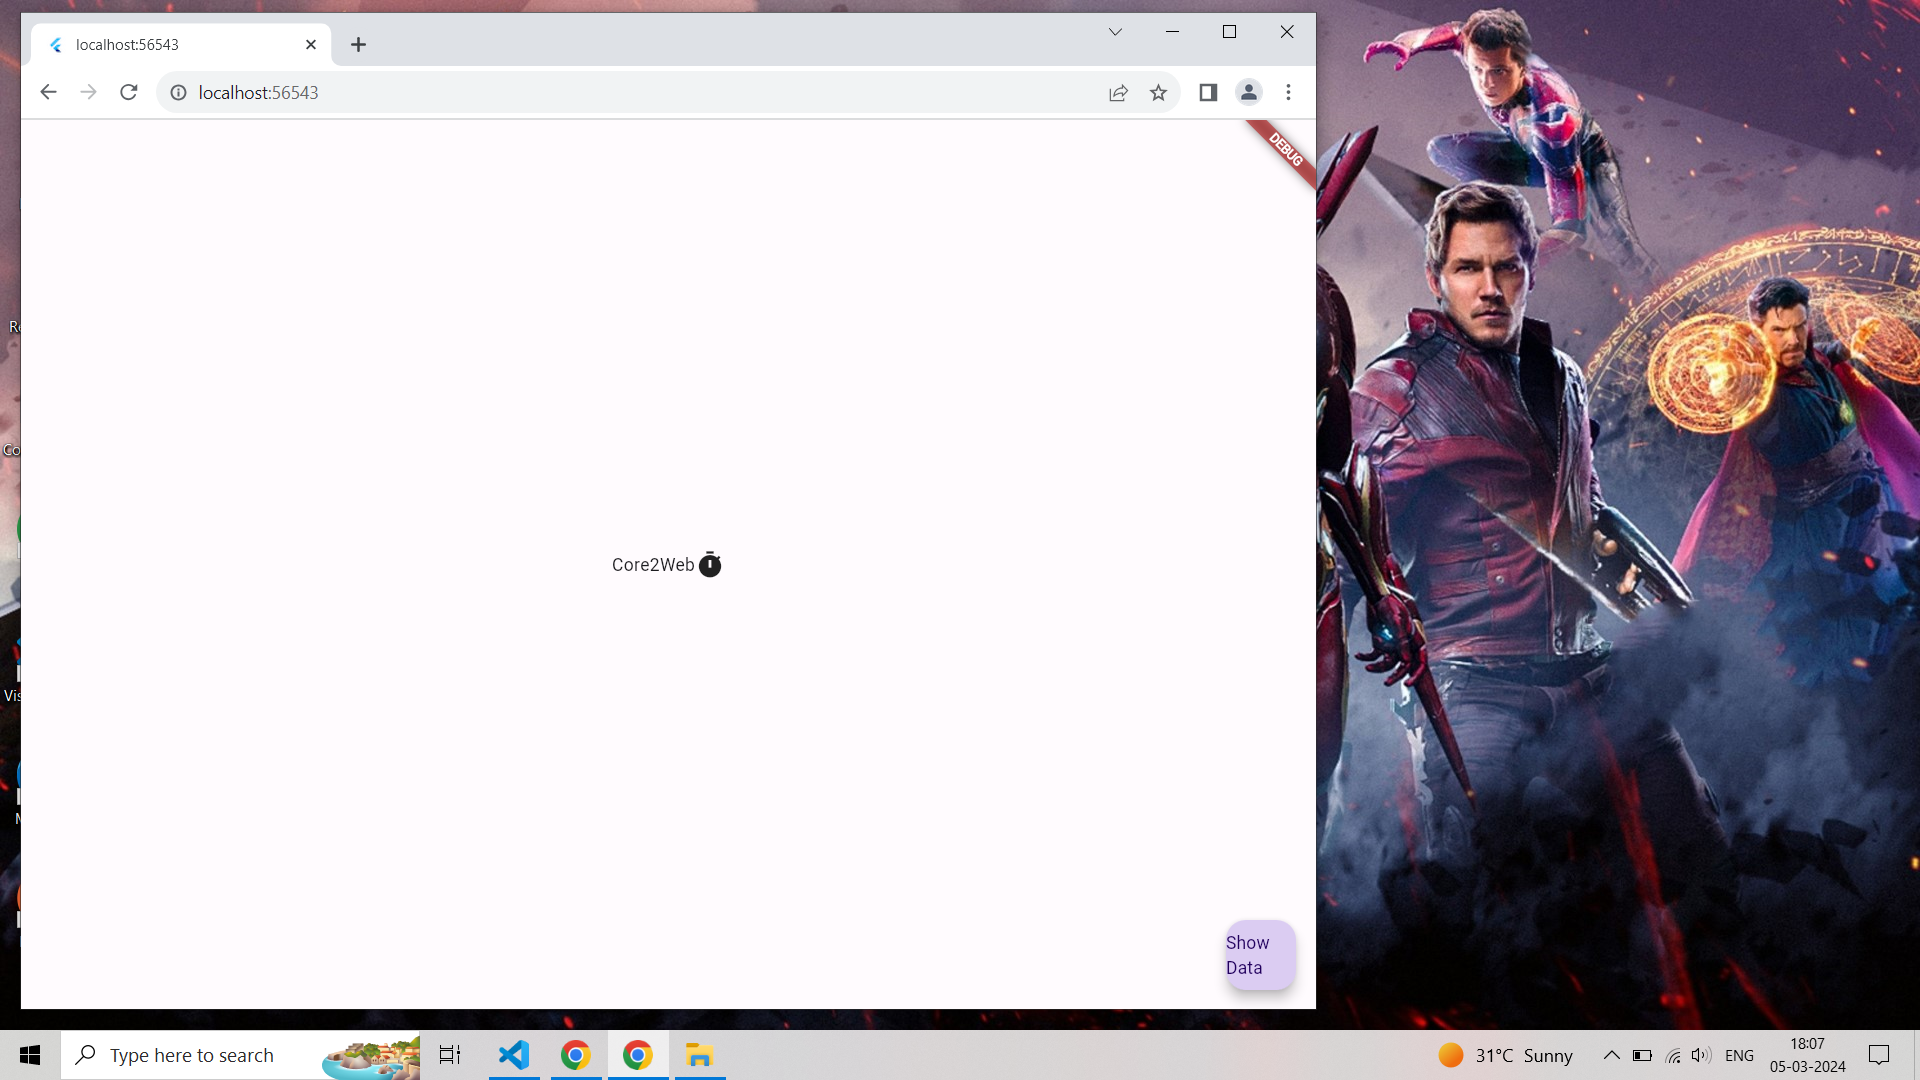 localhost:56543
localhost:56543
DEBUG
Core2Web
Show
Data
Re
Co
Vis
Type here to search
31°C Sunny
ENG
18:07
05-03-2024